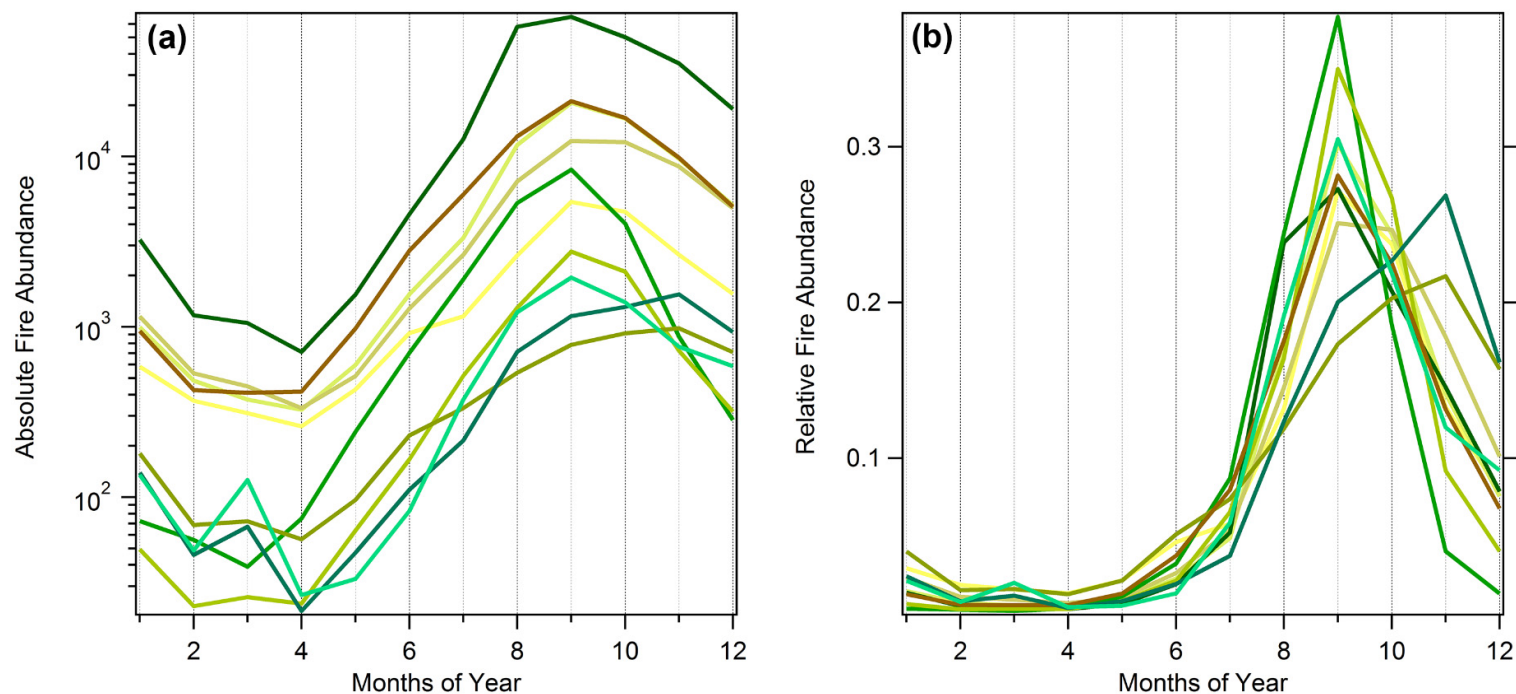 (a)
Absolute Fire Abundance
10^4
10^3
10^2
2 4 6 8 10 12
Months of Year
(b)
Relative Fire Abundance
0.3
0.2
0.1
2 4 6 8 10 12
Months of Year